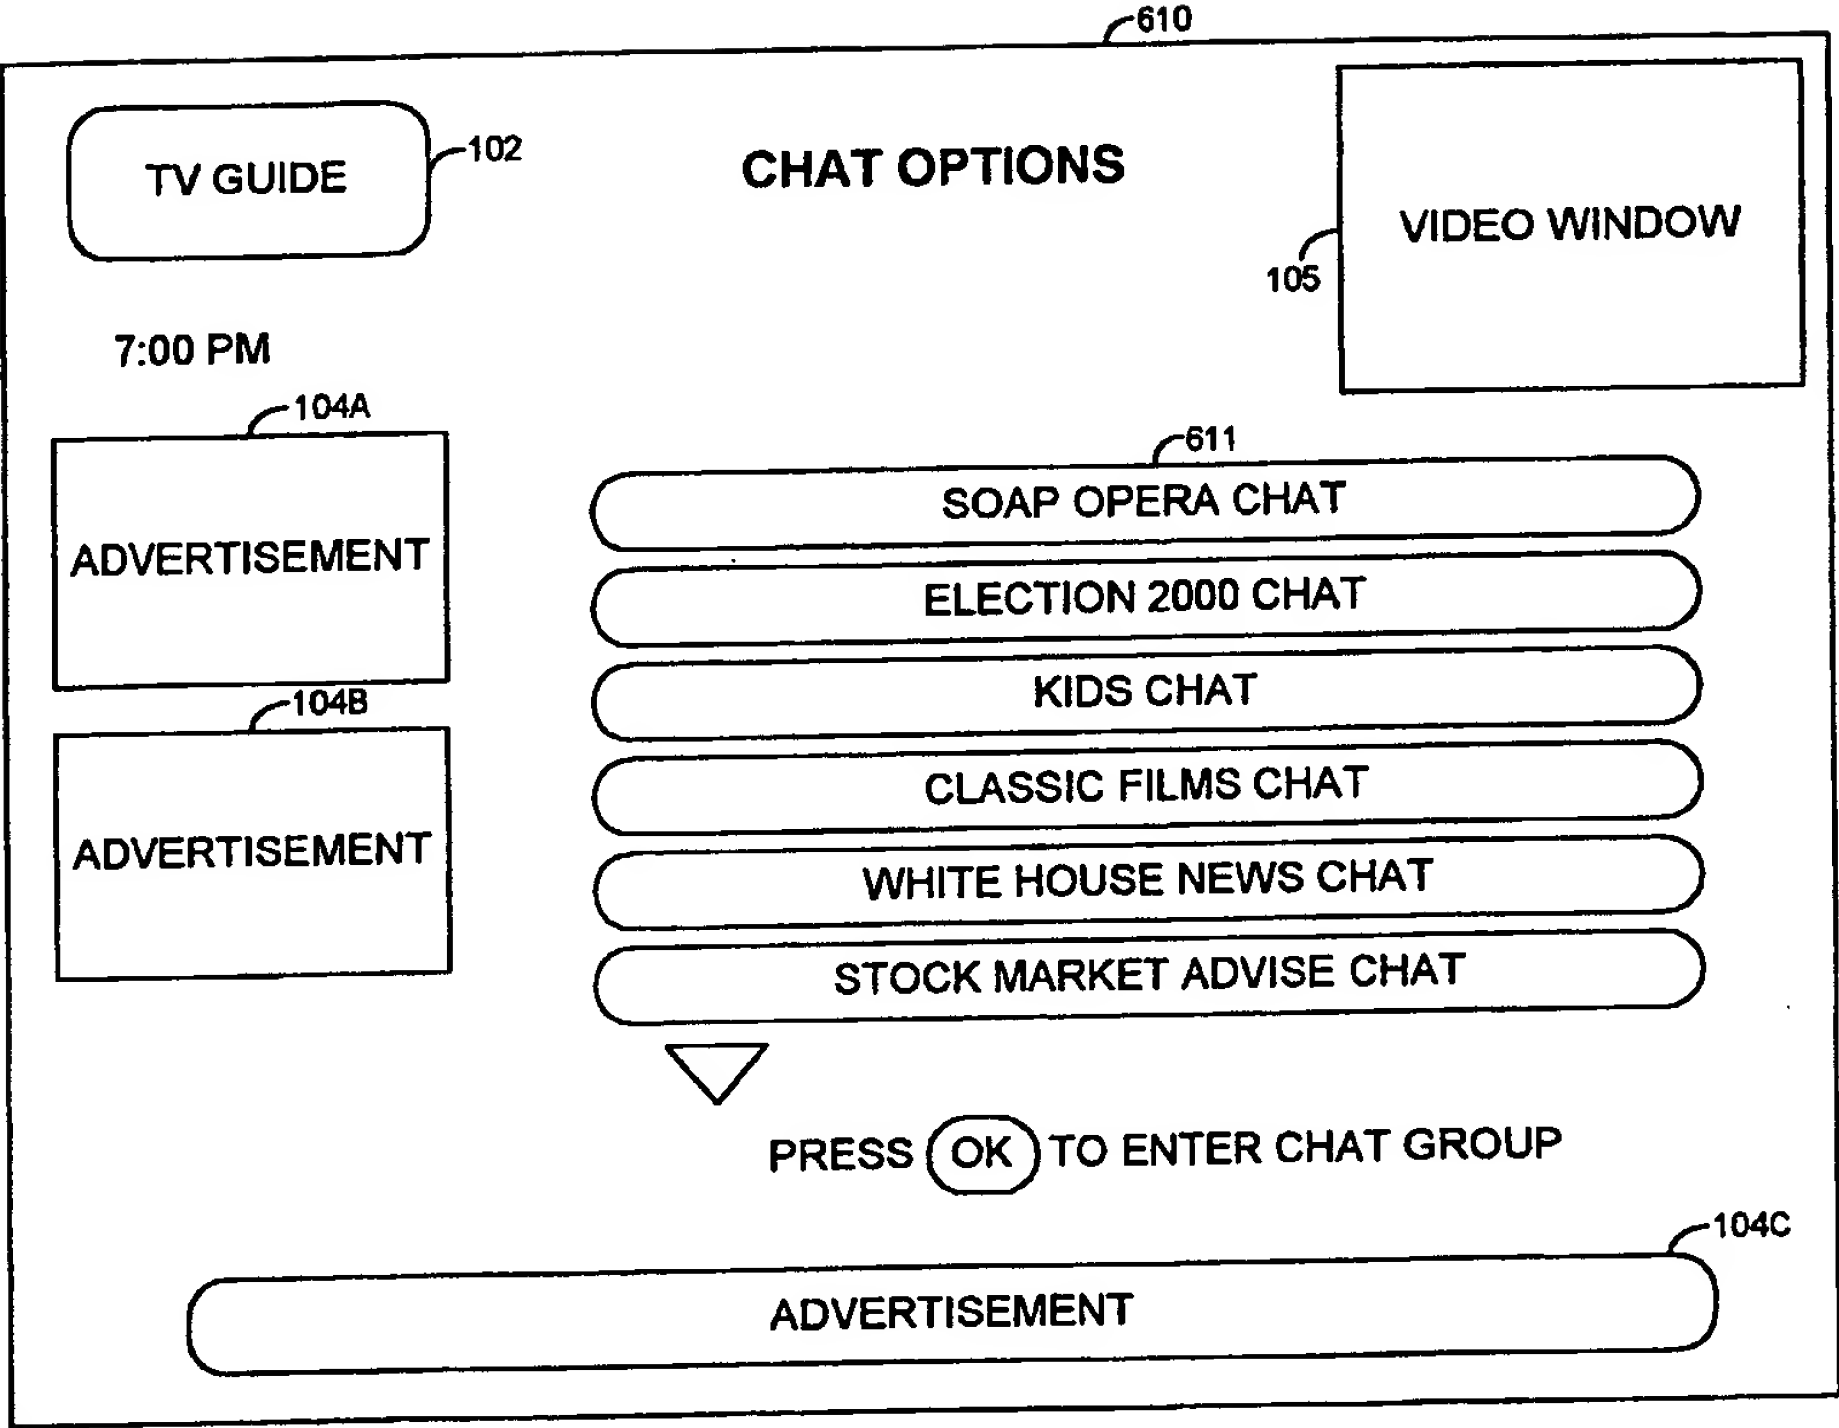 610
TV GUIDE
102
CHAT OPTIONS
VIDEO WINDOW
105
7:00 PM
104A
ADVERTISEMENT
104B
ADVERTISEMENT
611
SOAP OPERA CHAT
ELECTION 2000 CHAT
KIDS CHAT
CLASSIC FILMS CHAT
WHITE HOUSE NEWS CHAT
STOCK MARKET ADVISE CHAT
PRESS OK TO ENTER CHAT GROUP
104C
ADVERTISEMENT